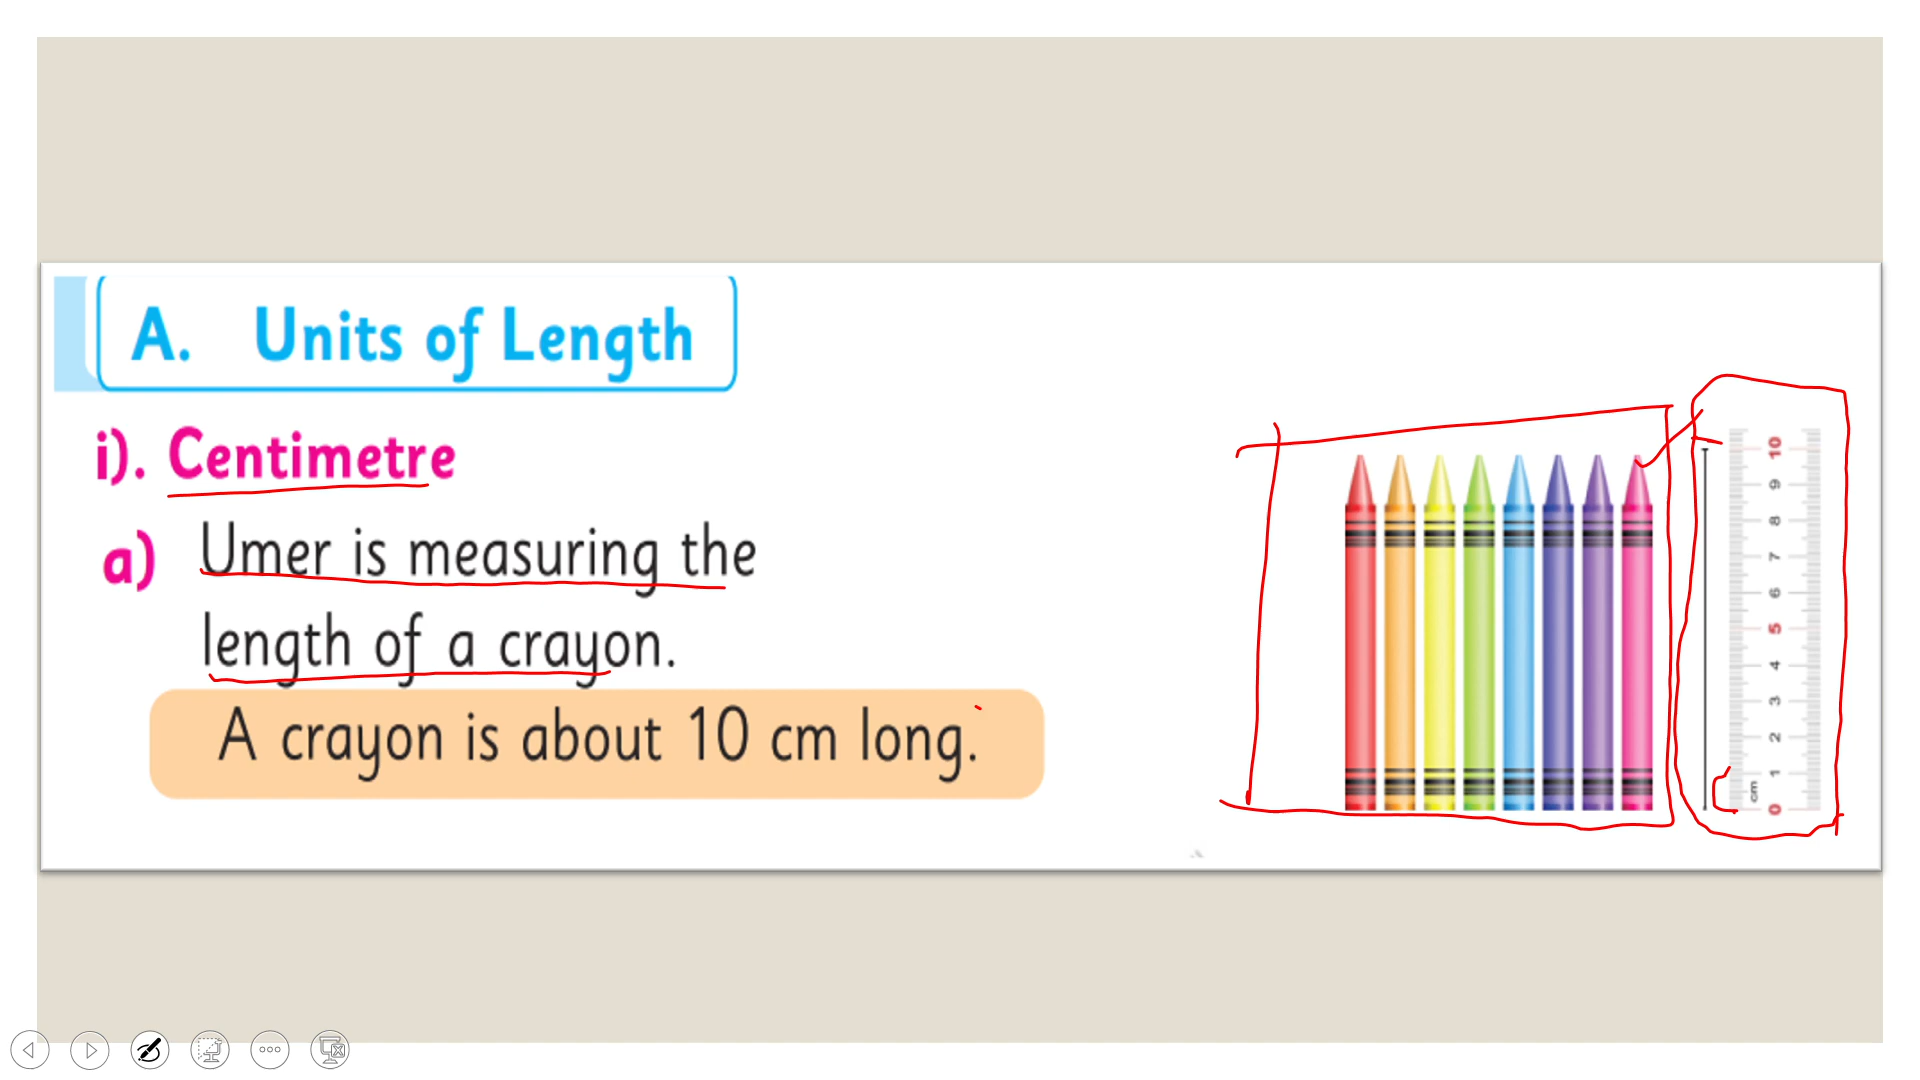 A. Units of Length
i). Centimetre
a) Umer is measuring the
length of a crayon.
A crayon is about 10 cm long.
10
9
8
7
6
5
4
3
2
1
cm
0